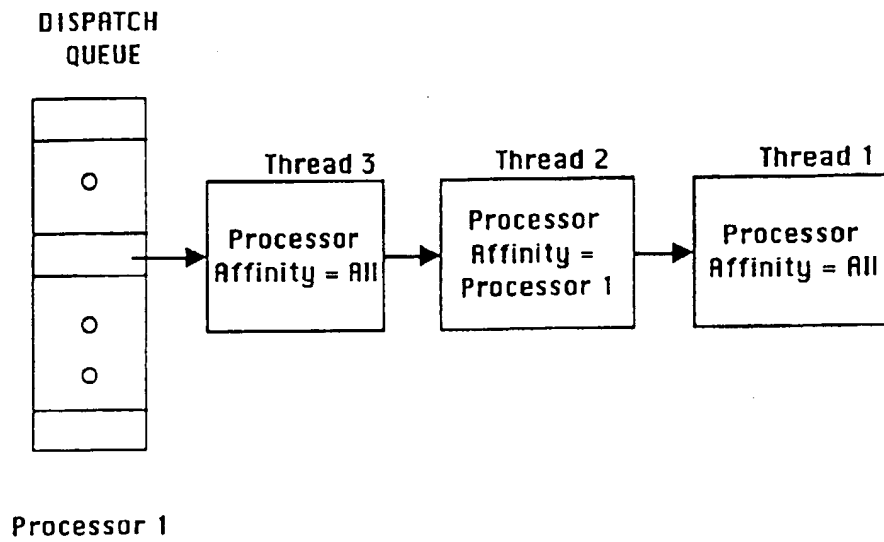 DISPATCH
QUEUE
Thread 3
Thread 2
Thread 1
Processor
Affinity = All
Processor
Affinity =
Processor 1
Processor
Affinity = All
Processor 1